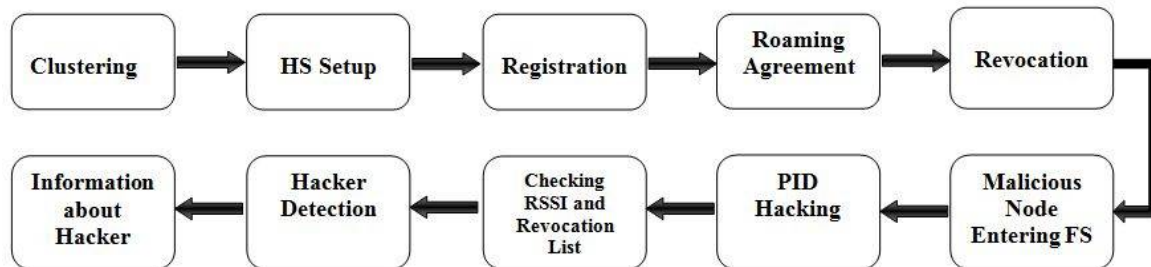 Clustering
HS Setup
Registration
Roaming
Agreement
Revocation
Malicious
Node
Entering FS
PID
Hacking
Checking
RSSI and
Revocation
List
Hacker
Detection
Information
about
Hacker